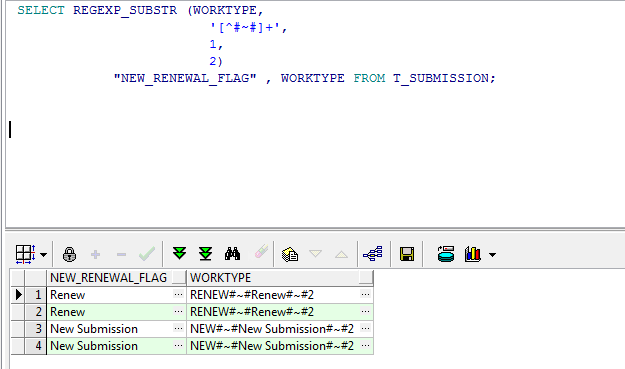 SELECT REGEXP_SUBSTR (WORKTYPE,
'[^#~#]+',
1,
2)
"NEW_RENEWAL_FLAG" , WORKTYPE FROM T_SUBMISSION;
NEW_RENEWAL_FLAG WORKTYPE
1 Renew RENEW#~#Renew#~#2
2 Renew RENEW#~#Renew#~#2
3 New Submission NEW#~#New Submission#~#2
4 New Submission NEW#~#New Submission#~#2